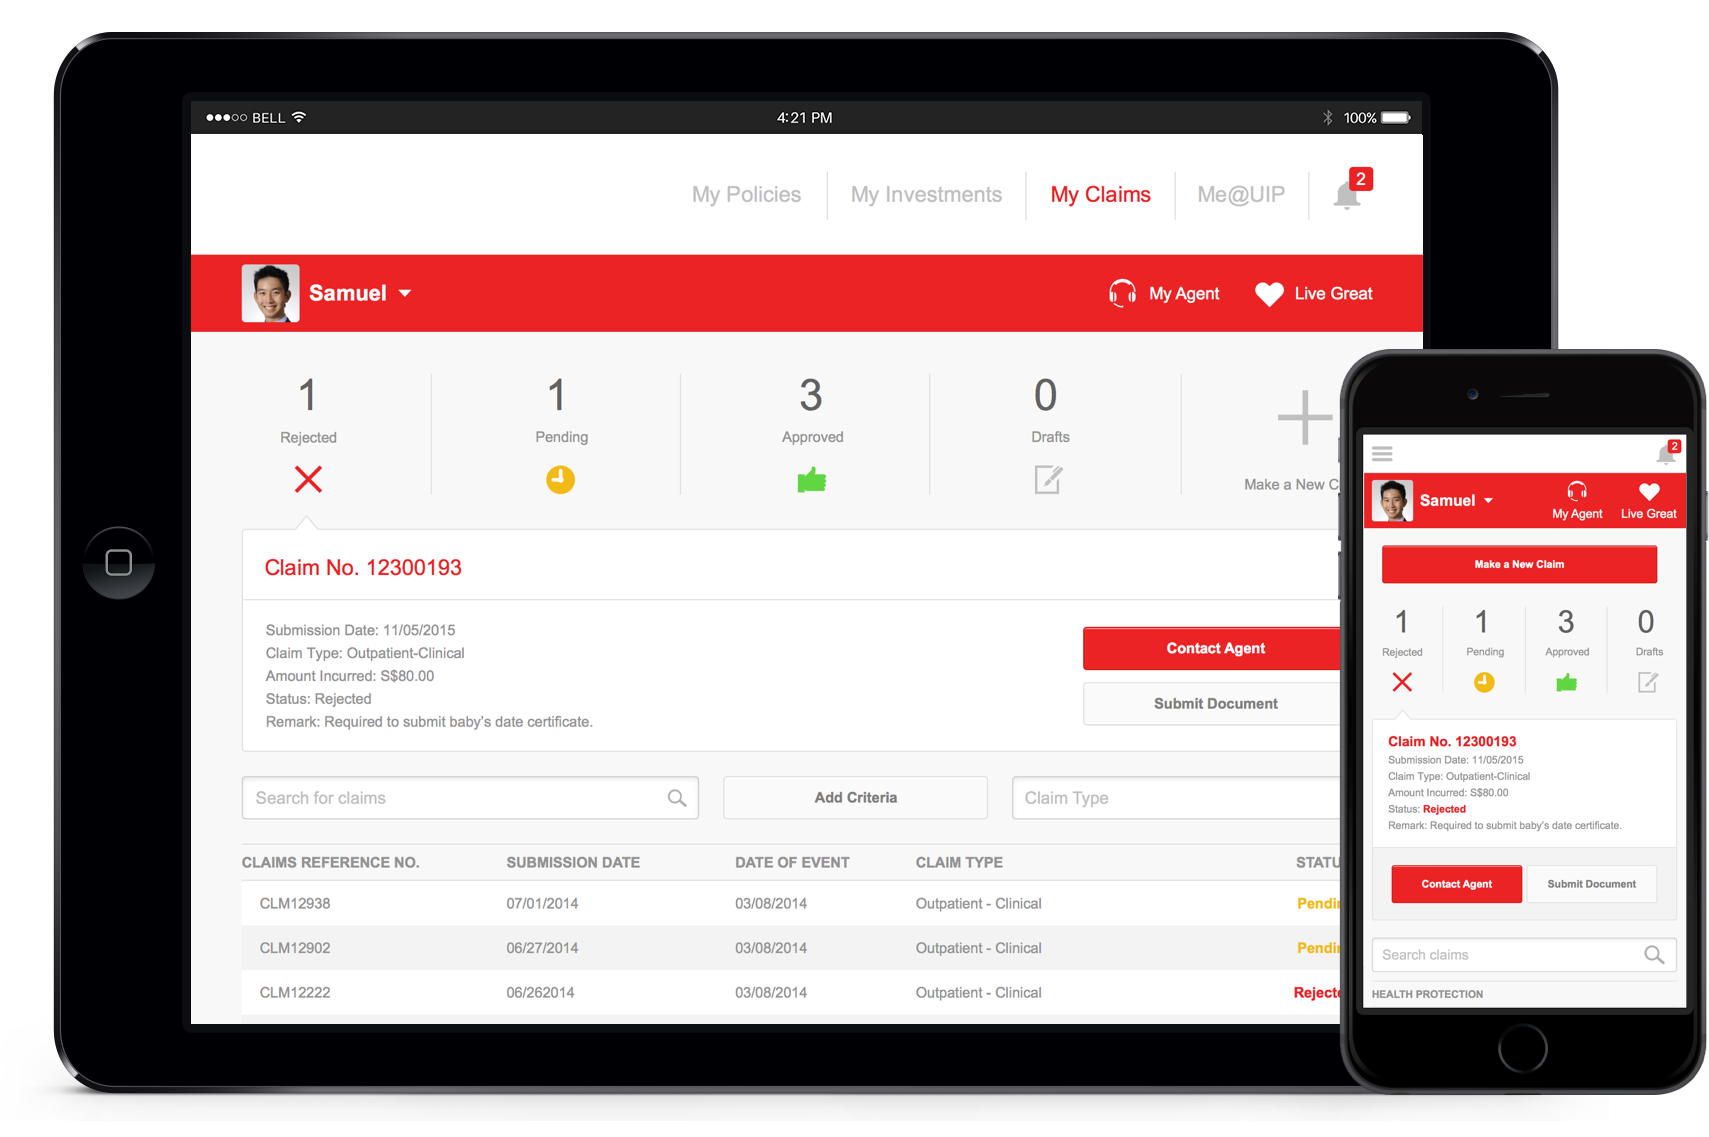 BELL 4:21 PM 100%
My Policies My Investments My Claims Me@UIP 2
Samuel My Agent Live Great
1 1 3 0
Rejected Pending Approved Drafts
Make a New C
Claim No. 12300193
Submission Date: 11/05/2015
Claim Type: Outpatient-Clinical
Amount Incurred: S$80.00
Status: Rejected
Remark: Required to submit baby's date certificate.
Contact Agent
Submit Document
Search for claims Add Criteria Claim Type
CLAIMS REFERENCE NO. SUBMISSION DATE DATE OF EVENT CLAIM TYPE STATU
CLM12938 07/01/2014 03/08/2014 Outpatient - Clinical Pendin
CLM12902 06/27/2014 03/08/2014 Outpatient - Clinical Pendin
CLM12222 06/262014 03/08/2014 Outpatient - Clinical Rejecte
2
Samuel My Agent Live Great
Make a New Claim
1 1 3 0
Rejected Pending Approved Drafts
Claim No. 12300193
Submission Date: 11/05/2015
Claim Type: Outpatient-Clinical
Amount Incurred: S$80.00
Status: Rejected
Remark: Required to submit baby's date certificate.
Contact Agent Submit Document
Search claims
HEALTH PROTECTION